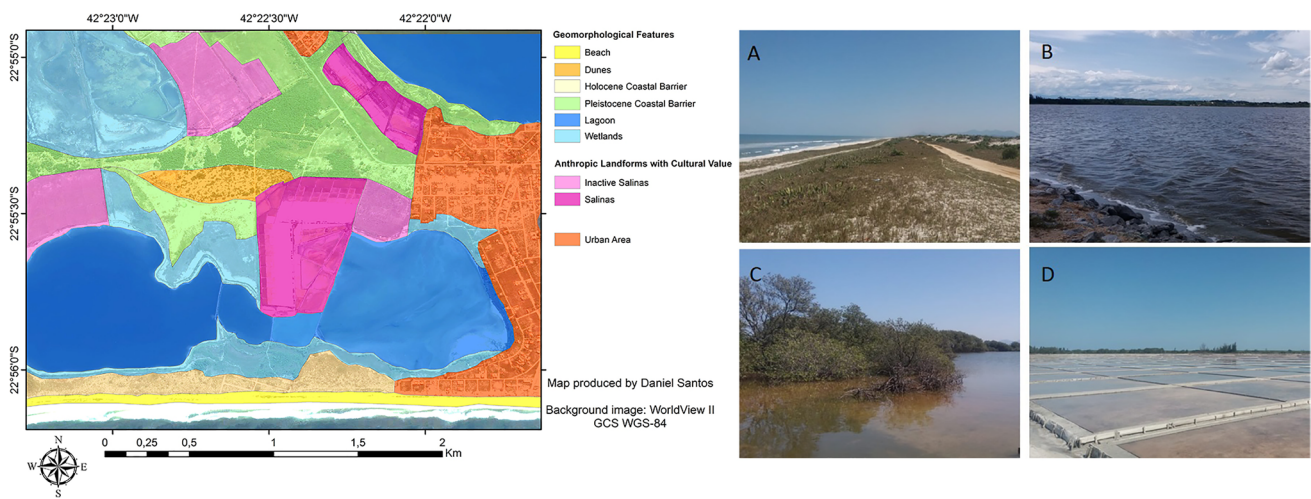 42°23'0"W 42°22'30"W 42°22'0"W
22°55'0"S
22°55'30"S
22°56'0"S
Geomorphological Features
Beach
Dunes
Holocene Coastal Barrier
Pleistocene Coastal Barrier
Lagoon
Wetlands
Anthropic Landforms with Cultural Value
Inactive Salinas
Salinas
Urban Area
Map produced by Daniel Santos
Background image: WorldView II
GCS WGS-84
0 0,25 0,5 1 1,5 2
Km
N
W E
S
A
B
C
D